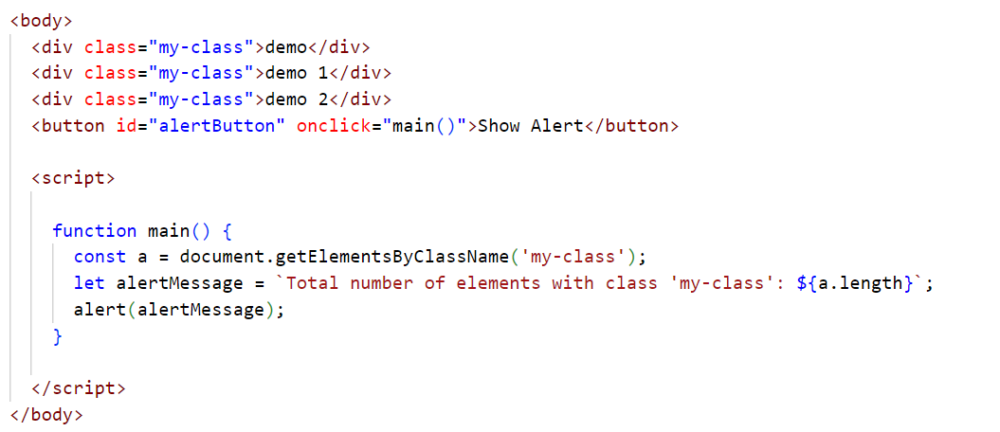 <body>
<div class="my-class">demo</div>
<div class="my-class">demo 1</div>
<div class="my-class">demo 2</div>
<button id="alertButton" onclick="main()">Show Alert</button>
<script>
function main() {
const a = document.getElementsByClassName('my-class');
let alertMessage = `Total number of elements with class 'my-class': ${a.length}`;
alert(alertMessage);
}
</script>
</body>